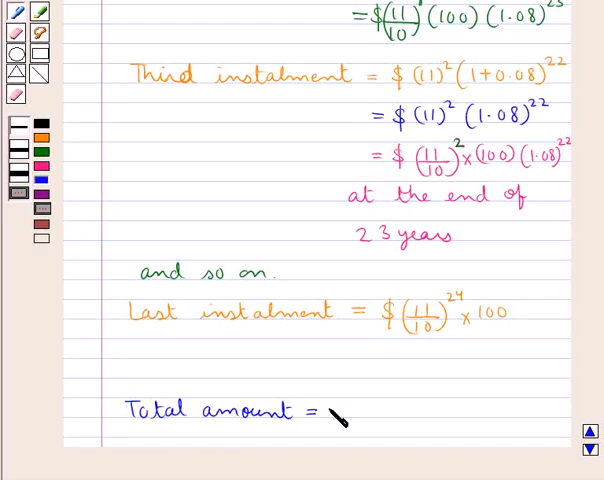 = $(11/10) (100) (1.08)^23
Third instalment = $ (11)^2 (1+0.08)^22
= $ (11)^2 (1.08)^22
= $ (11/10)^2 × (100) (1.08)^22
at the end of
23 years
and so on.
Last instalment = $ (11/10)^24 × 100
Total amount =